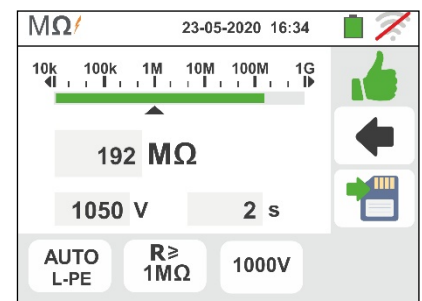 MΩ 23-05-2020 16:34
10k 100k 1M 10M 100M 1G
192 MΩ
1050 V 2 s
AUTO L-PE
R≥ 1MΩ
1000V